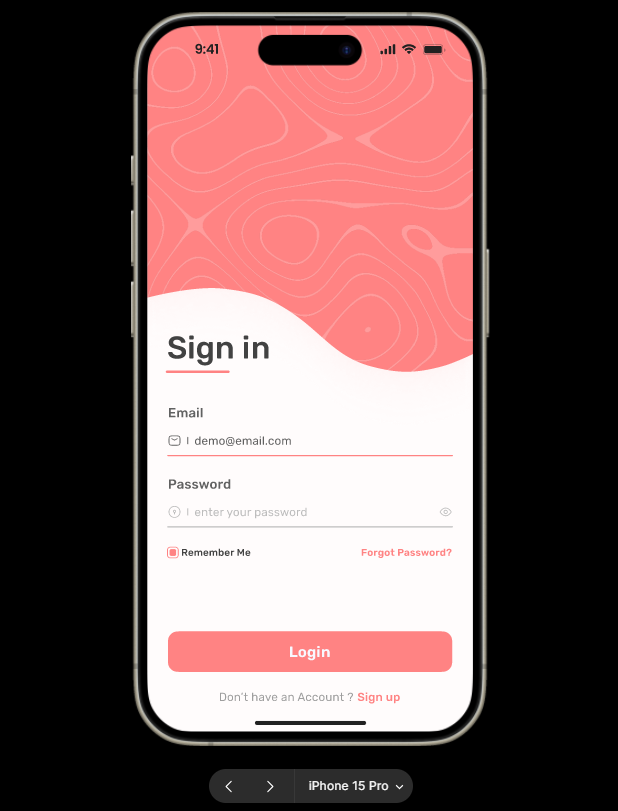 9:41
Sign in
Email
demo@email.com
Password
enter your password
Remember Me
Forgot Password?
Login
Don't have an Account ? Sign up
iPhone 15 Pro